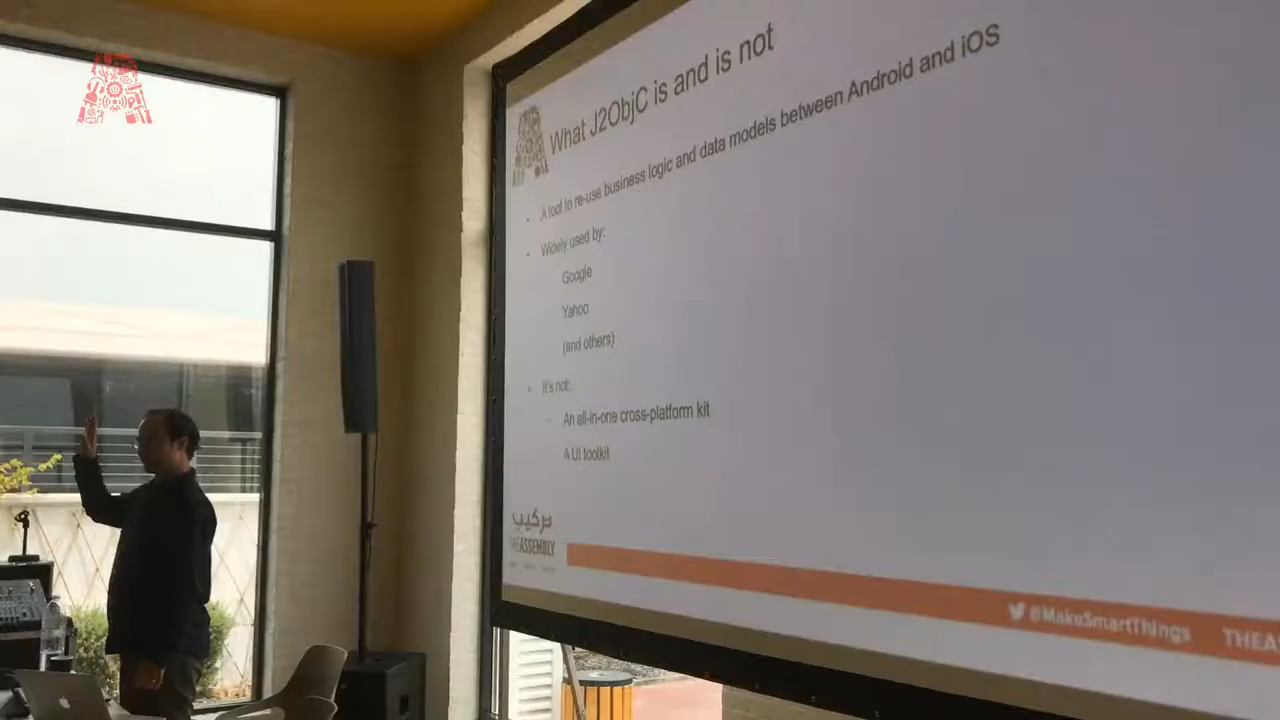 What J2ObjC is and is not
A tool to re-use business logic and data models between Android and iOS
Widely used by:
Google
Yahoo
(and others)
It's not:
An all-in-one cross-platform kit
A UI toolkit
تركيب
THE ASSEMBLY
@MakeSmartThings
THEA